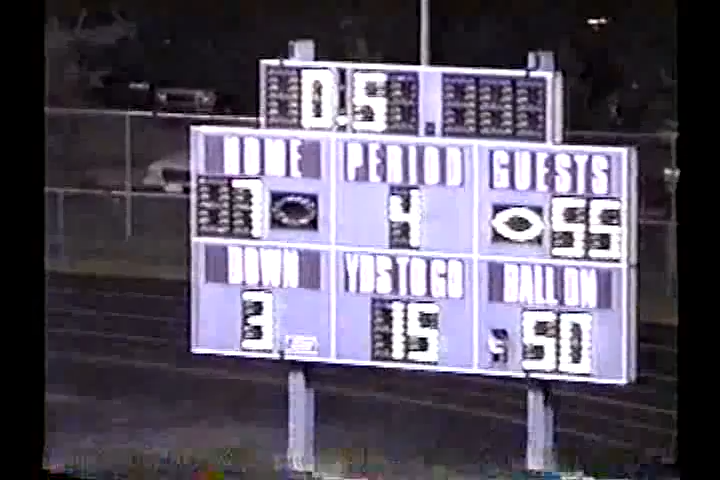 0:5
HOME PERIOD GUESTS
7 4 55
DOWN YDS TO GO BALL ON
3 15 50